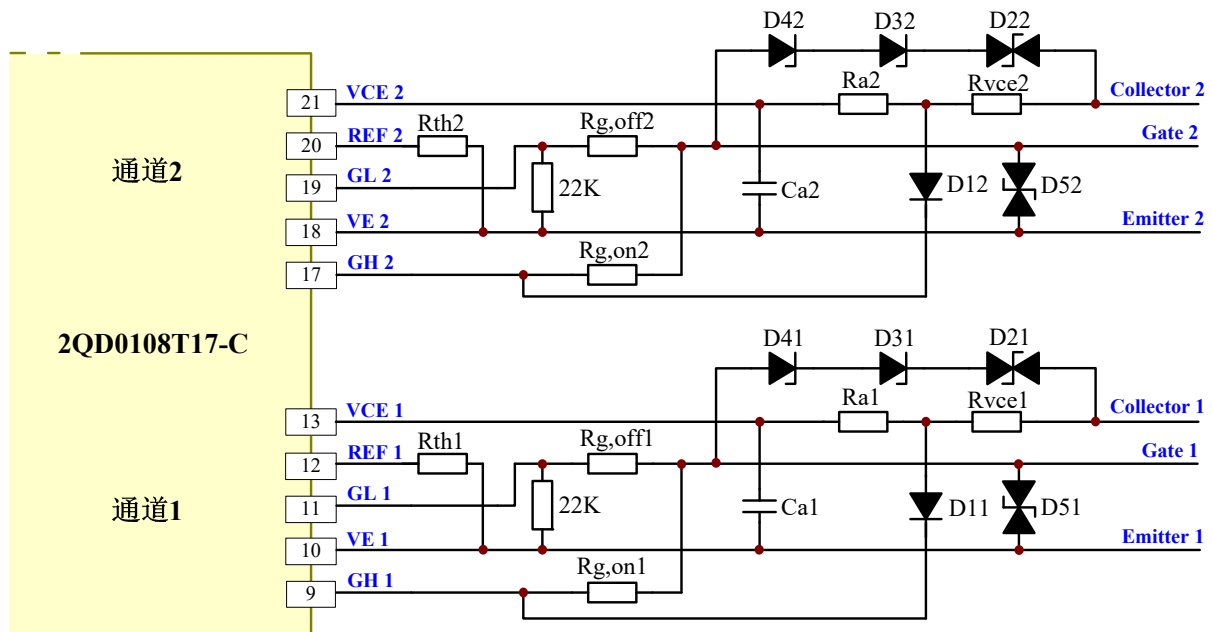 D42
D32
D22
21
VCE 2
Ra2
Rvce2
Collector 2
20
REF 2
Rth2
Rg,off2
Gate 2
通道2
19
GL 2
22K
Ca2
D12
D52
18
VE 2
Emitter 2
17
GH 2
Rg,on2
2QD0108T17-C
D41
D31
D21
13
VCE 1
Ra1
Rvce1
Collector 1
12
REF 1
Rth1
Rg,off1
Gate 1
通道1
11
GL 1
22K
Ca1
D11
D51
10
VE 1
Emitter 1
9
GH 1
Rg,on1